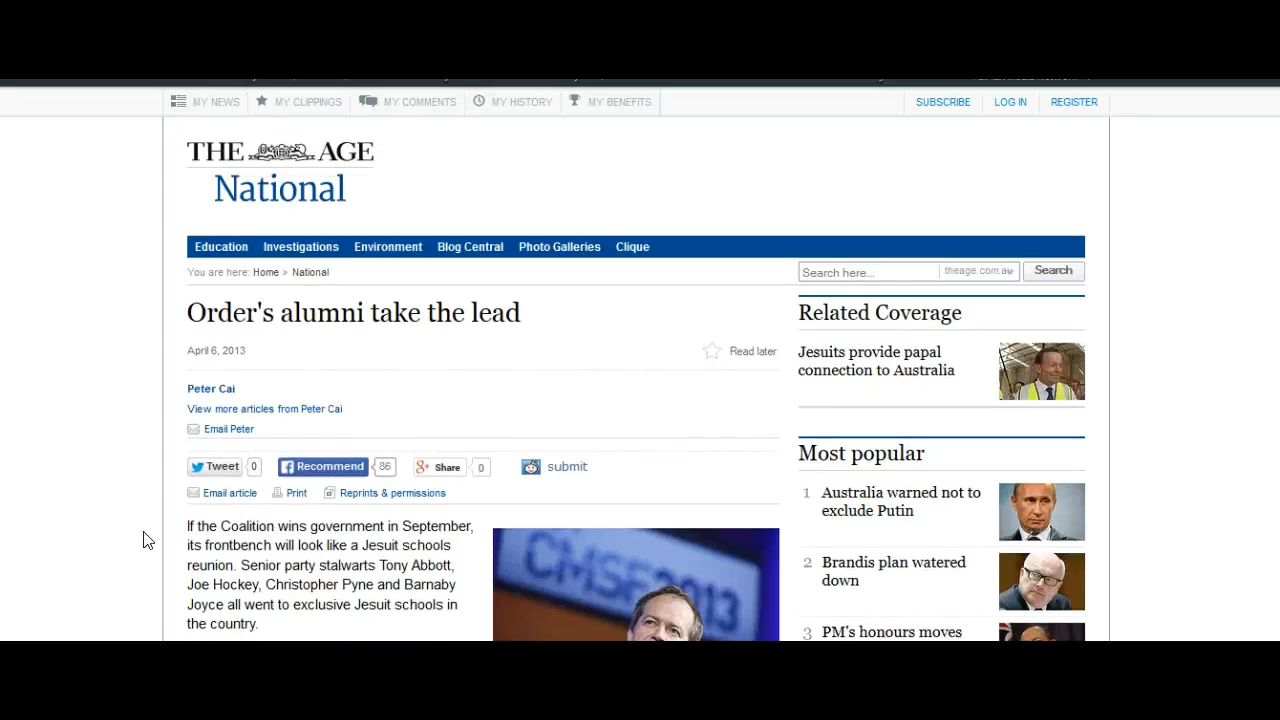 MY NEWS MY CLIPPINGS MY COMMENTS MY HISTORY MY BENEFITS SUBSCRIBE LOG IN REGISTER
THE AGE
National
Education Investigations Environment Blog Central Photo Galleries Clique
You are here: Home » National
Search here... theage.com.au Search
Order's alumni take the lead
April 6, 2013
Read later
Peter Cai
View more articles from Peter Cai
Email Peter
Tweet 0 Recommend 86 Share 0 submit
Email article Print Reprints & permissions
If the Coalition wins government in September,
its frontbench will look like a Jesuit schools
reunion. Senior party stalwarts Tony Abbott,
Joe Hockey, Christopher Pyne and Barnaby
Joyce all went to exclusive Jesuit schools in
the country.
CMSF2013
Related Coverage
Jesuits provide papal
connection to Australia
Most popular
1 Australia warned not to
exclude Putin
2 Brandis plan watered
down
3 PM's honours moves